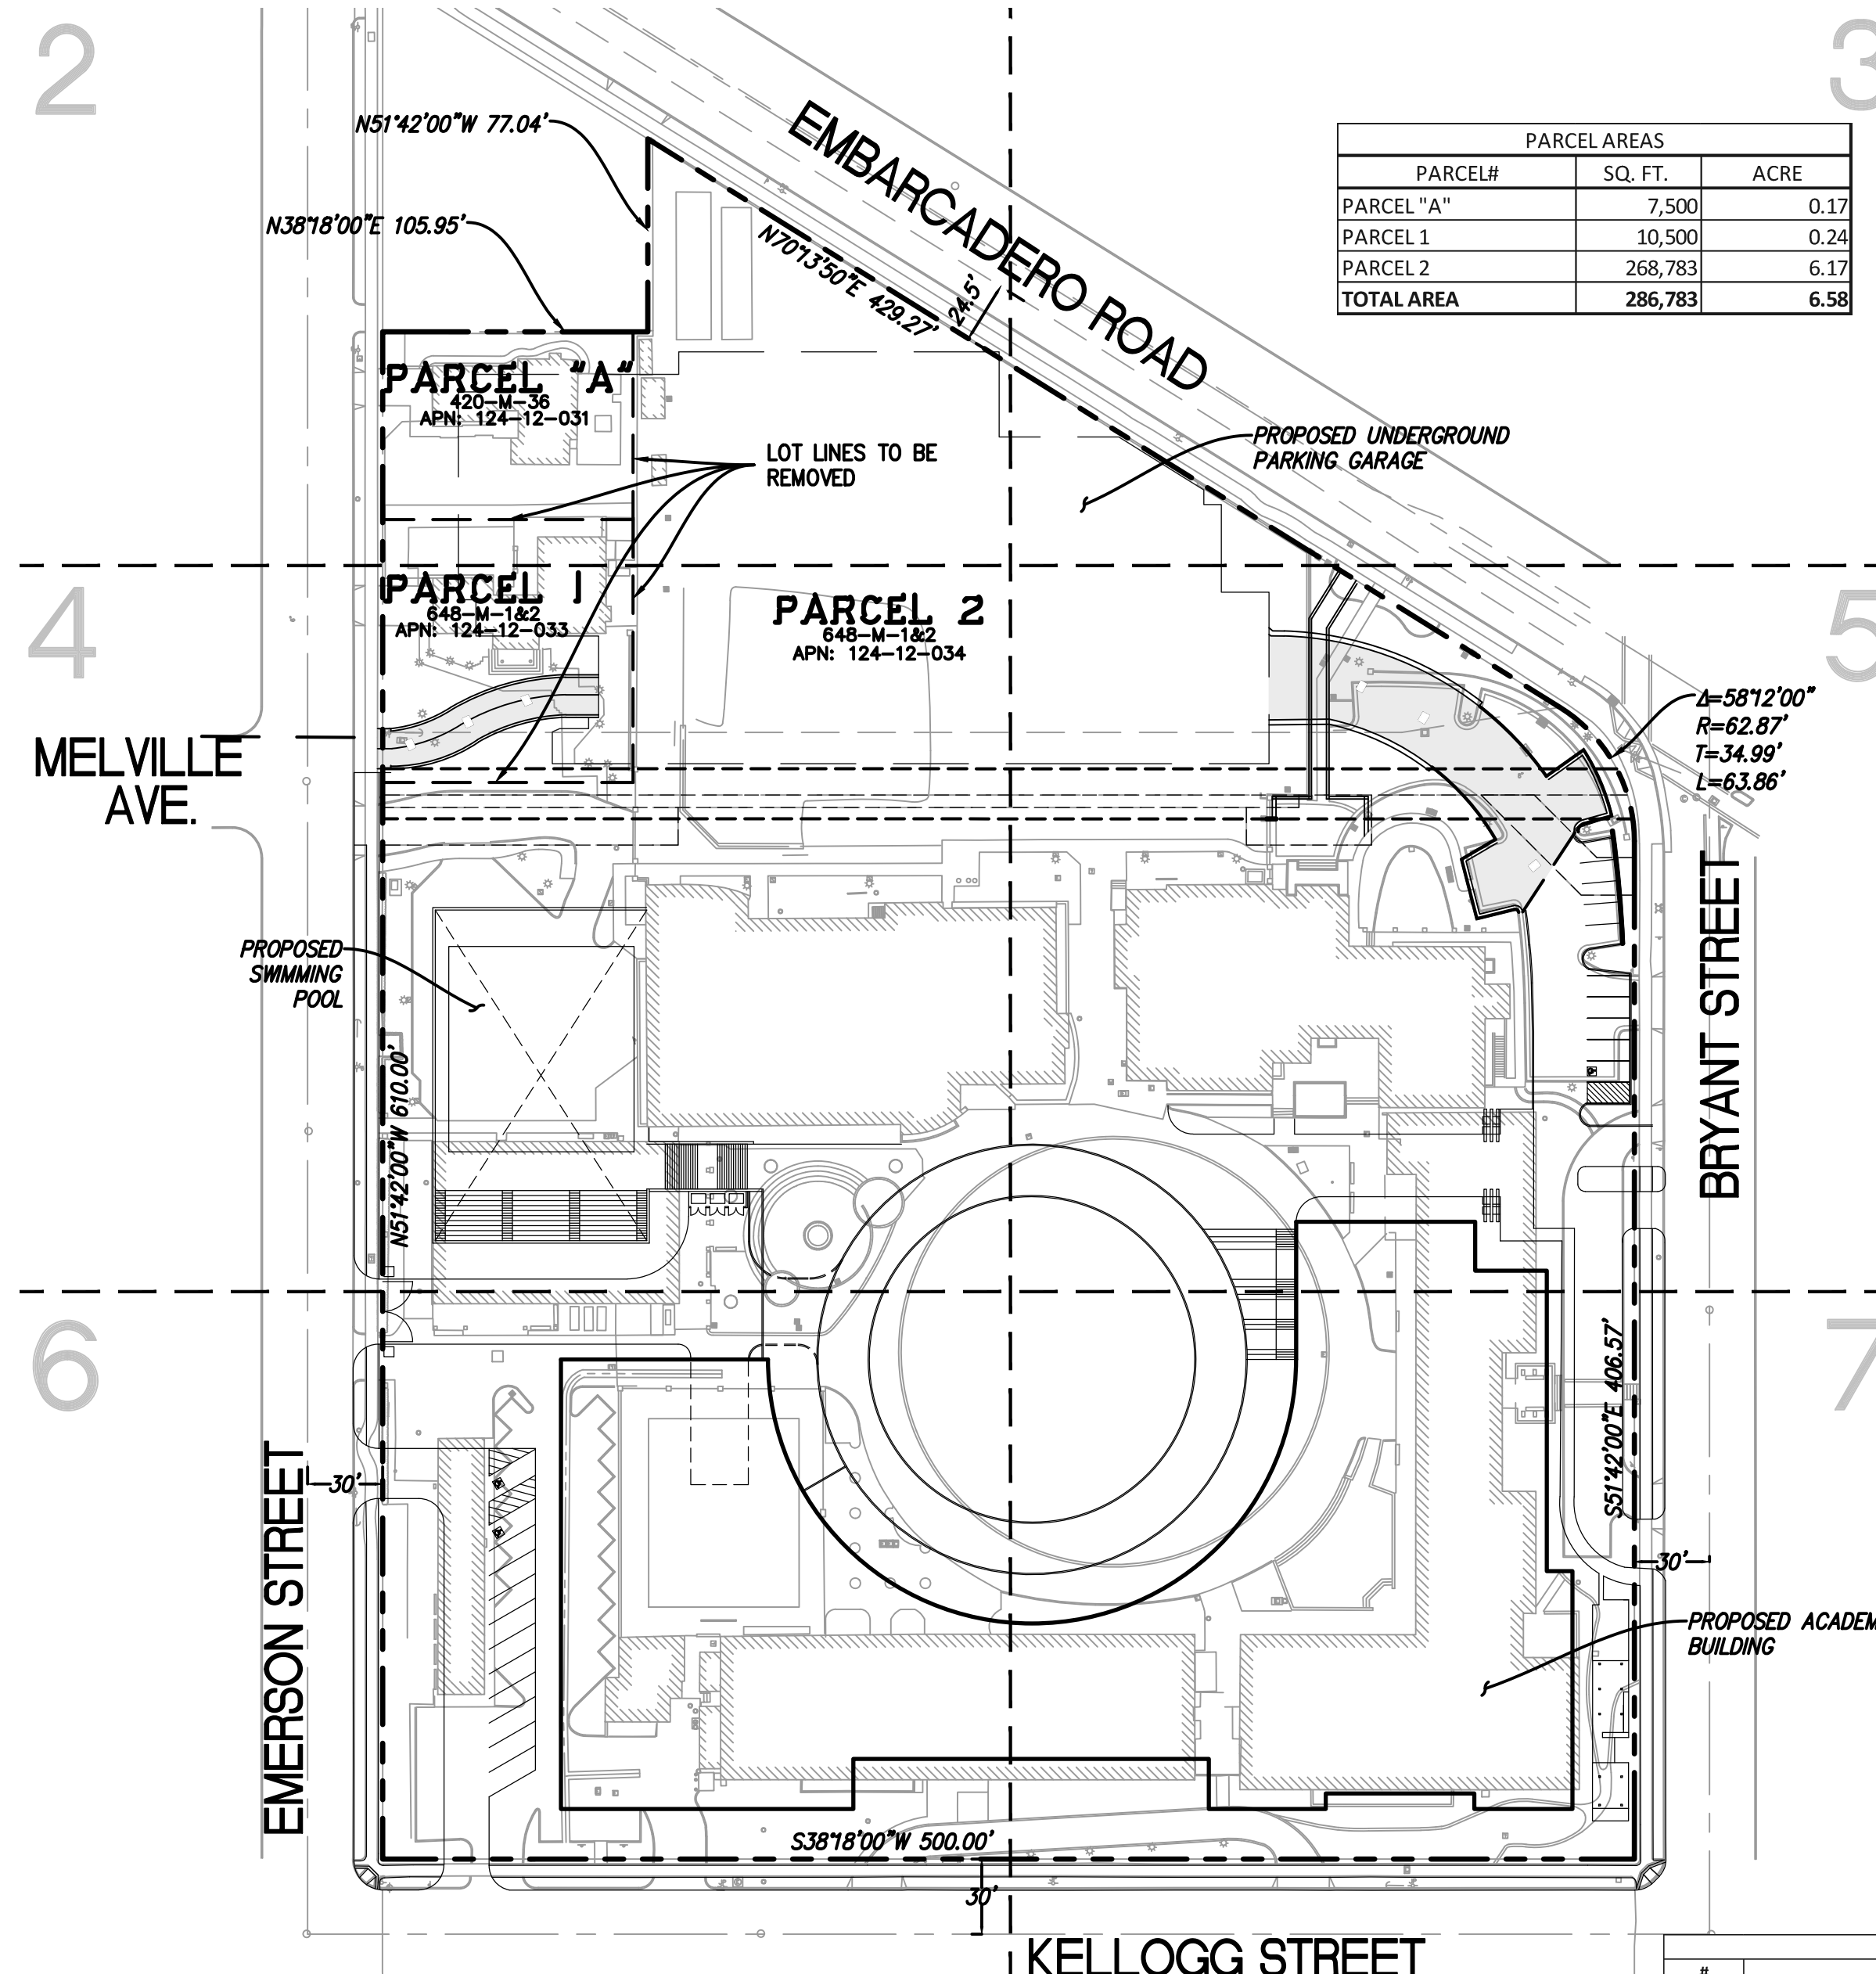 2
3
N51°42'00"W 77.04'
EMBARCADERO ROAD
PARCEL AREAS
PARCEL# SQ. FT. ACRE
PARCEL "A" 7,500 0.17
PARCEL 1 10,500 0.24
PARCEL 2 268,783 6.17
TOTAL AREA 286,783 6.58
N38°18'00"E 105.95'
N70°13'50"E 429.27'
24.5'
PARCEL "A"
420-M-36
APN: 124-12-031
LOT LINES TO BE
REMOVED
PROPOSED UNDERGROUND
PARKING GARAGE
4
5
PARCEL 1
648-M-1&2
APN: 124-12-033
PARCEL 2
648-M-1&2
APN: 124-12-034
Δ=58°12'00"
R=62.87'
T=34.99'
L=63.86'
MELVILLE
AVE.
PROPOSED
SWIMMING
POOL
BRYANT STREET
N51°42'00"W 610.00'
6
7
S51°42'00"E 406.57'
EMERSON STREET
30'
30'
PROPOSED ACADEM
BUILDING
S38°18'00"W 500.00'
30'
KELLOGG STREET
#